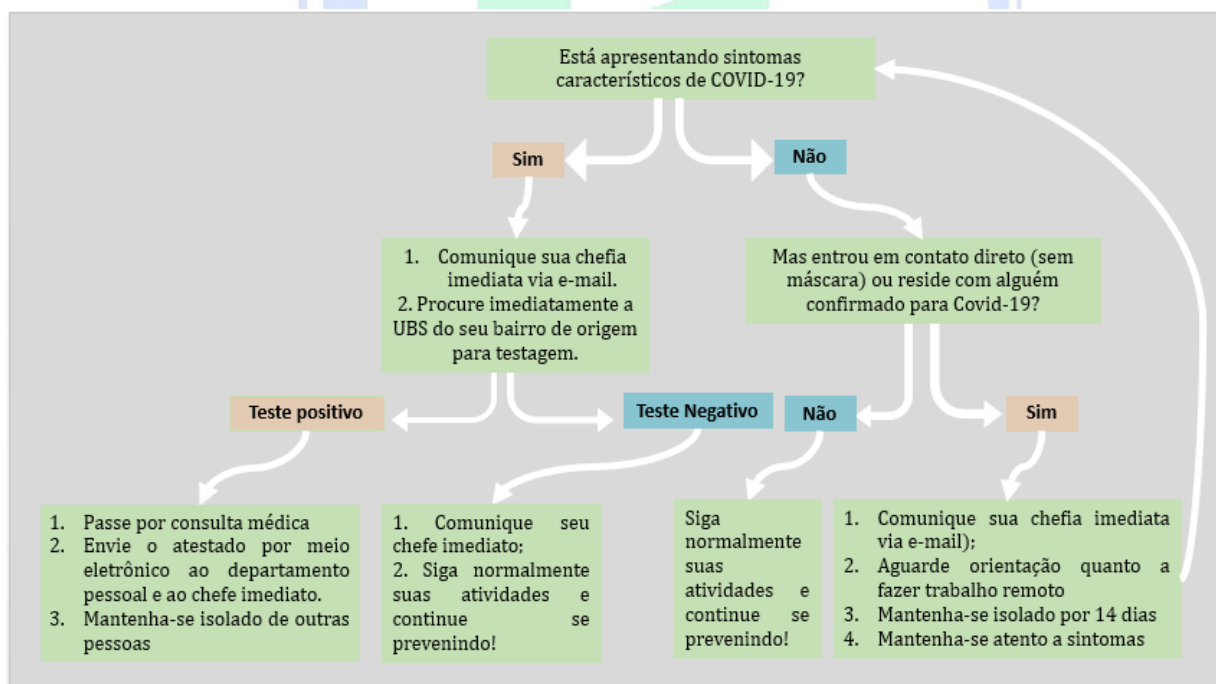 Está apresentando sintomas
característicos de COVID-19?
Sim
Não
1. Comunique sua chefia
imediata via e-mail.
2. Procure imediatamente a
UBS do seu bairro de origem
para testagem.
Mas entrou em contato direto (sem
máscara) ou reside com alguém
confirmado para Covid-19?
Teste positivo
Teste Negativo
Não
Sim
1. Passe por consulta médica
2. Envie o atestado por meio
eletrônico ao departamento
pessoal e ao chefe imediato.
3. Mantenha-se isolado de outras
pessoas
1. Comunique seu
chefe imediato;
2. Siga normalmente
suas atividades e
continue se
prevenindo!
Siga
normalmente
suas
atividades e
continue se
prevenindo!
1. Comunique sua chefia imediata
via e-mail);
2. Aguarde orientação quanto a
fazer trabalho remoto
3. Mantenha-se isolado por 14 dias
4. Mantenha-se atento a sintomas